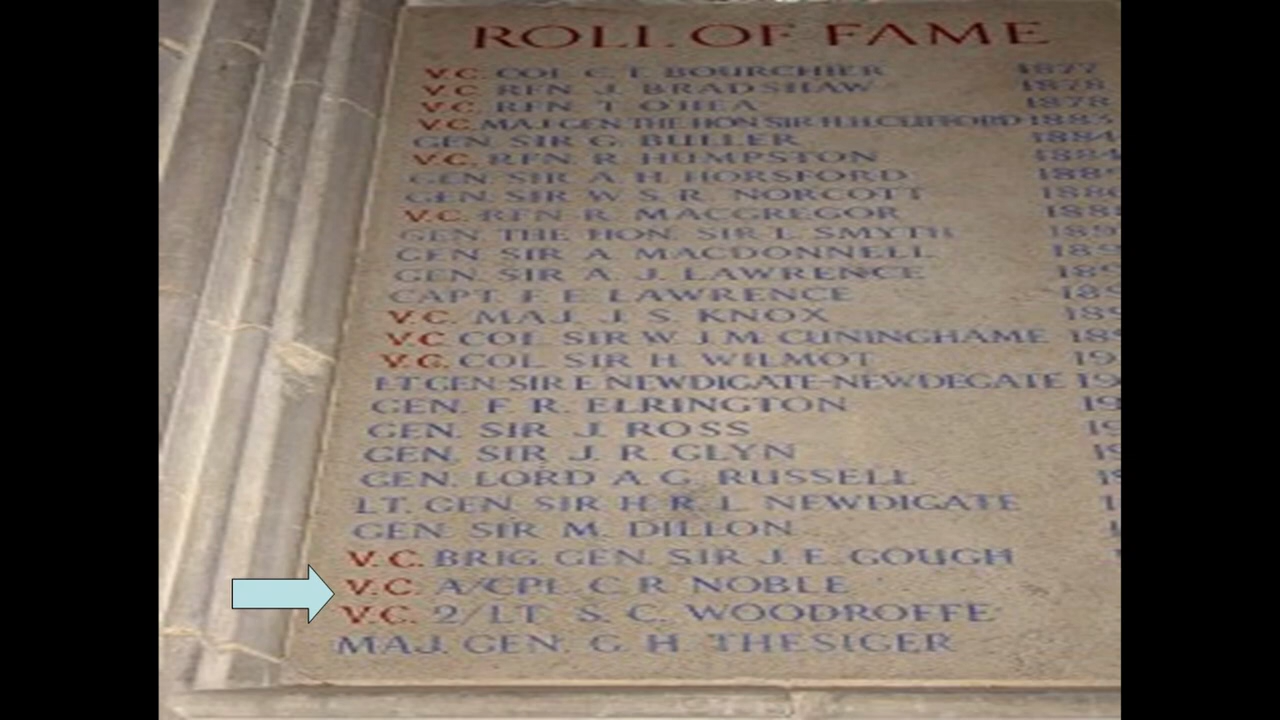 ROLL OF FAME
V.C. COL. C. T. BOURCHIER 1877
V.C. RFN. J. BRADSHAW 1878
V.C. RFN. T. O'HEA 1878
V.C. MAJ. GEN. THE HON. SIR H.H. CLIFFORD 1883
GEN. SIR G. BULLER 1884
V.C. RFN. R. HUMPSTON 1884
GEN. SIR A. H. HORSFORD
GEN. SIR W. S. R. NORCOTT
V.C. RFN. R. MACGREGOR
GEN. THE HON. SIR L. SMYTH
GEN. SIR A. MACDONNELL
GEN. SIR A. J. LAWRENCE
CAPT. F. E. LAWRENCE
V.C. MAJ. J. S. KNOX
V.C. COL. SIR W. J. M. CUNINGHAME
V.C. COL. SIR H. WILMOT
LT. GEN. SIR E. NEWDIGATE-NEWDEGATE
GEN. F. R. ELRINGTON
GEN. SIR J. ROSS
GEN. SIR J. R. GLYN
GEN. LORD A. G. RUSSELL
LT. GEN. SIR H. R. L. NEWDIGATE
GEN. SIR M. DILLON
V.C. BRIG. GEN. SIR J. E. GOUGH
V.C. A/CPL. C. R. NOBLE
V.C. 2/LT. S. C. WOODROFFE
MAJ. GEN. G. H. THESIGER